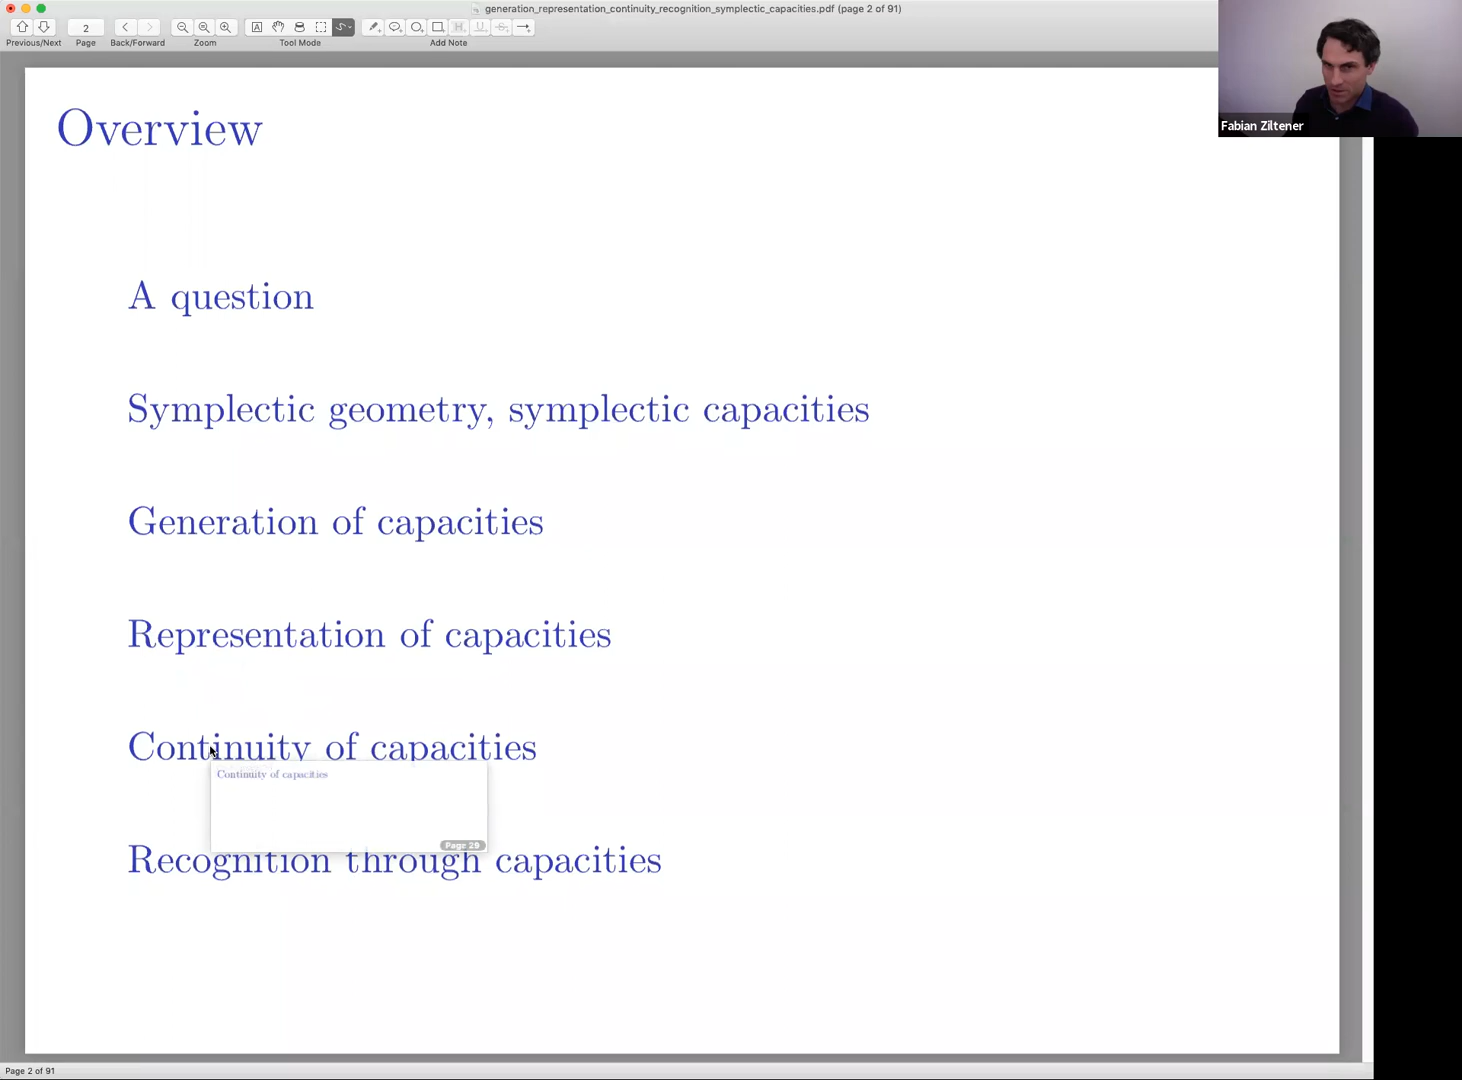 generation_representation_continuity_recognition_symplectic_capacities.pdf (page 2 of 91)
2
A
H
U
S
Previous/Next
Page
Back/Forward
Zoom
Tool Mode
Add Note
Fabian Ziltener
Overview
A question
Symplectic geometry, symplectic capacities
Generation of capacities
Representation of capacities
Continuity of capacities
Continuity of capacities
Page 29
Recognition through capacities
Page 2 of 91